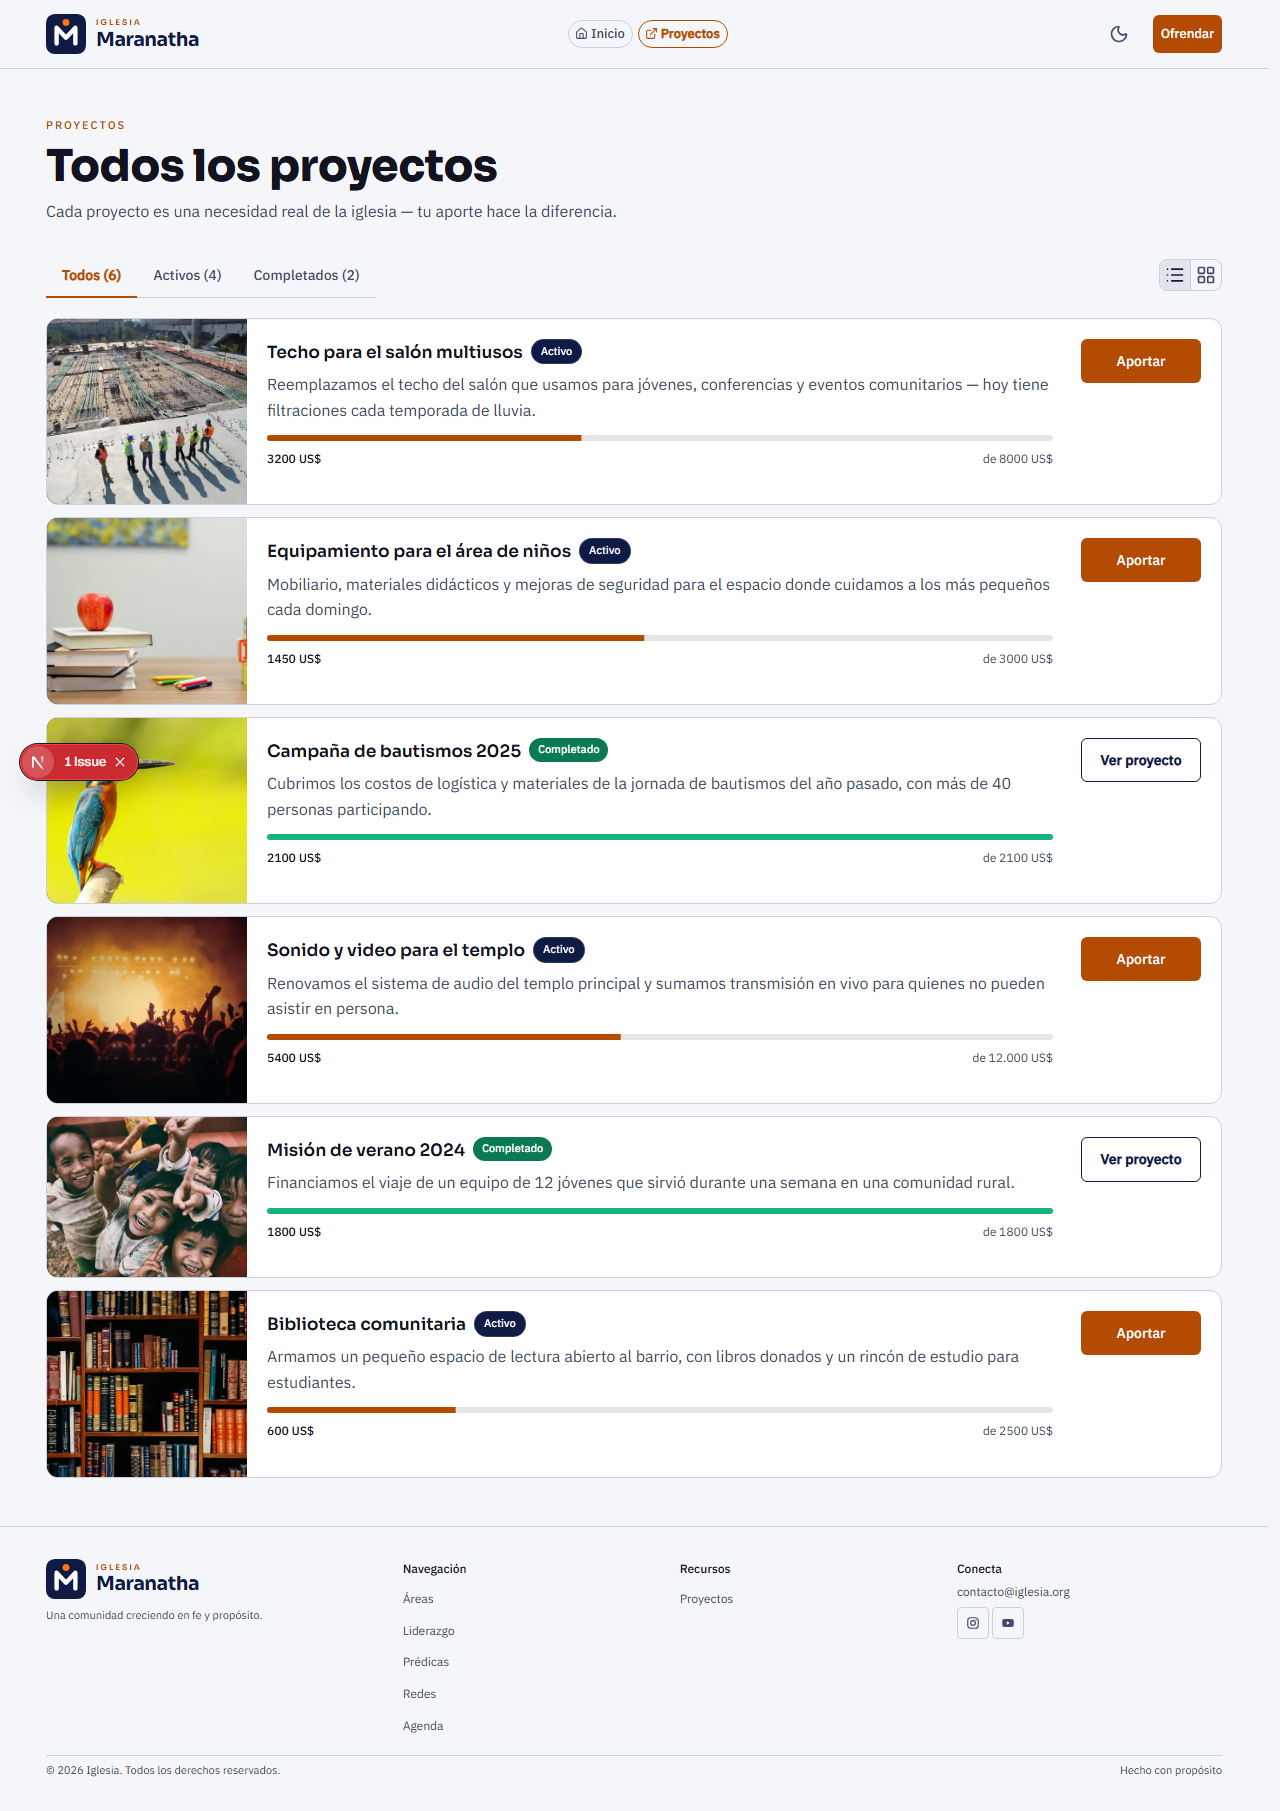 IGLESIA
Maranatha
Inicio
Proyectos
Ofrendar
PROYECTOS
Todos los proyectos
Cada proyecto es una necesidad real de la iglesia — tu aporte hace la diferencia.
Todos (6)
Activos (4)
Completados (2)
Techo para el salón multiusos
Activo
Aportar
Reemplazamos el techo del salón que usamos para jóvenes, conferencias y eventos comunitarios — hoy tiene
filtraciones cada temporada de lluvia.
3200 US$
de 8000 US$
Equipamiento para el área de niños
Activo
Aportar
Mobiliario, materiales didácticos y mejoras de seguridad para el espacio donde cuidamos a los más pequeños
cada domingo.
1450 US$
de 3000 US$
N
1 Issue
Campaña de bautismos 2025
Completado
Ver proyecto
Cubrimos los costos de logística y materiales de la jornada de bautismos del año pasado, con más de 40
personas participando.
2100 US$
de 2100 US$
Sonido y video para el templo
Activo
Aportar
Renovamos el sistema de audio del templo principal y sumamos transmisión en vivo para quienes no pueden
asistir en persona.
5400 US$
de 12.000 US$
Misión de verano 2024
Completado
Ver proyecto
Financiamos el viaje de un equipo de 12 jóvenes que sirvió durante una semana en una comunidad rural.
1800 US$
de 1800 US$
Biblioteca comunitaria
Activo
Aportar
Armamos un pequeño espacio de lectura abierto al barrio, con libros donados y un rincón de estudio para
estudiantes.
600 US$
de 2500 US$
IGLESIA
Maranatha
Una comunidad creciendo en fe y propósito.
Navegación
Áreas
Liderazgo
Prédicas
Redes
Agenda
Recursos
Proyectos
Conecta
contacto@iglesia.org
© 2026 Iglesia. Todos los derechos reservados.
Hecho con propósito